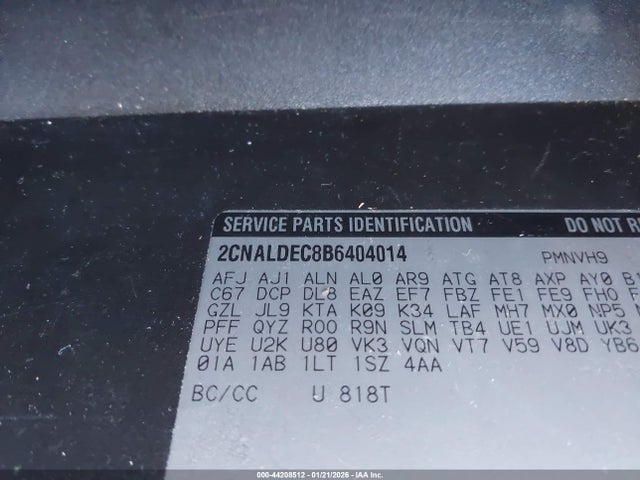 SERVICE PARTS IDENTIFICATION DO NOT
2CNALDEC8B6404014 PMNVH9
AFJ AJ1 ALN AL0 AR9 ATG AT8 AXP AY0
C67 DCP DL8 EAZ EF7 FBZ FE1 FE9 FHO
GZL JL9 KTA K09 K34 LAF MH7 MX0 NP5
PFF QYZ R00 R9N SLM TB4 UE1 UJM UK3
UYE U2K U80 VK3 VQN VT7 V59 V8D YB6
01A 1AB 1LT 1SZ 4AA
BC/CC U 818T
000-44208512 - 01/21/2026 - IAA Inc.